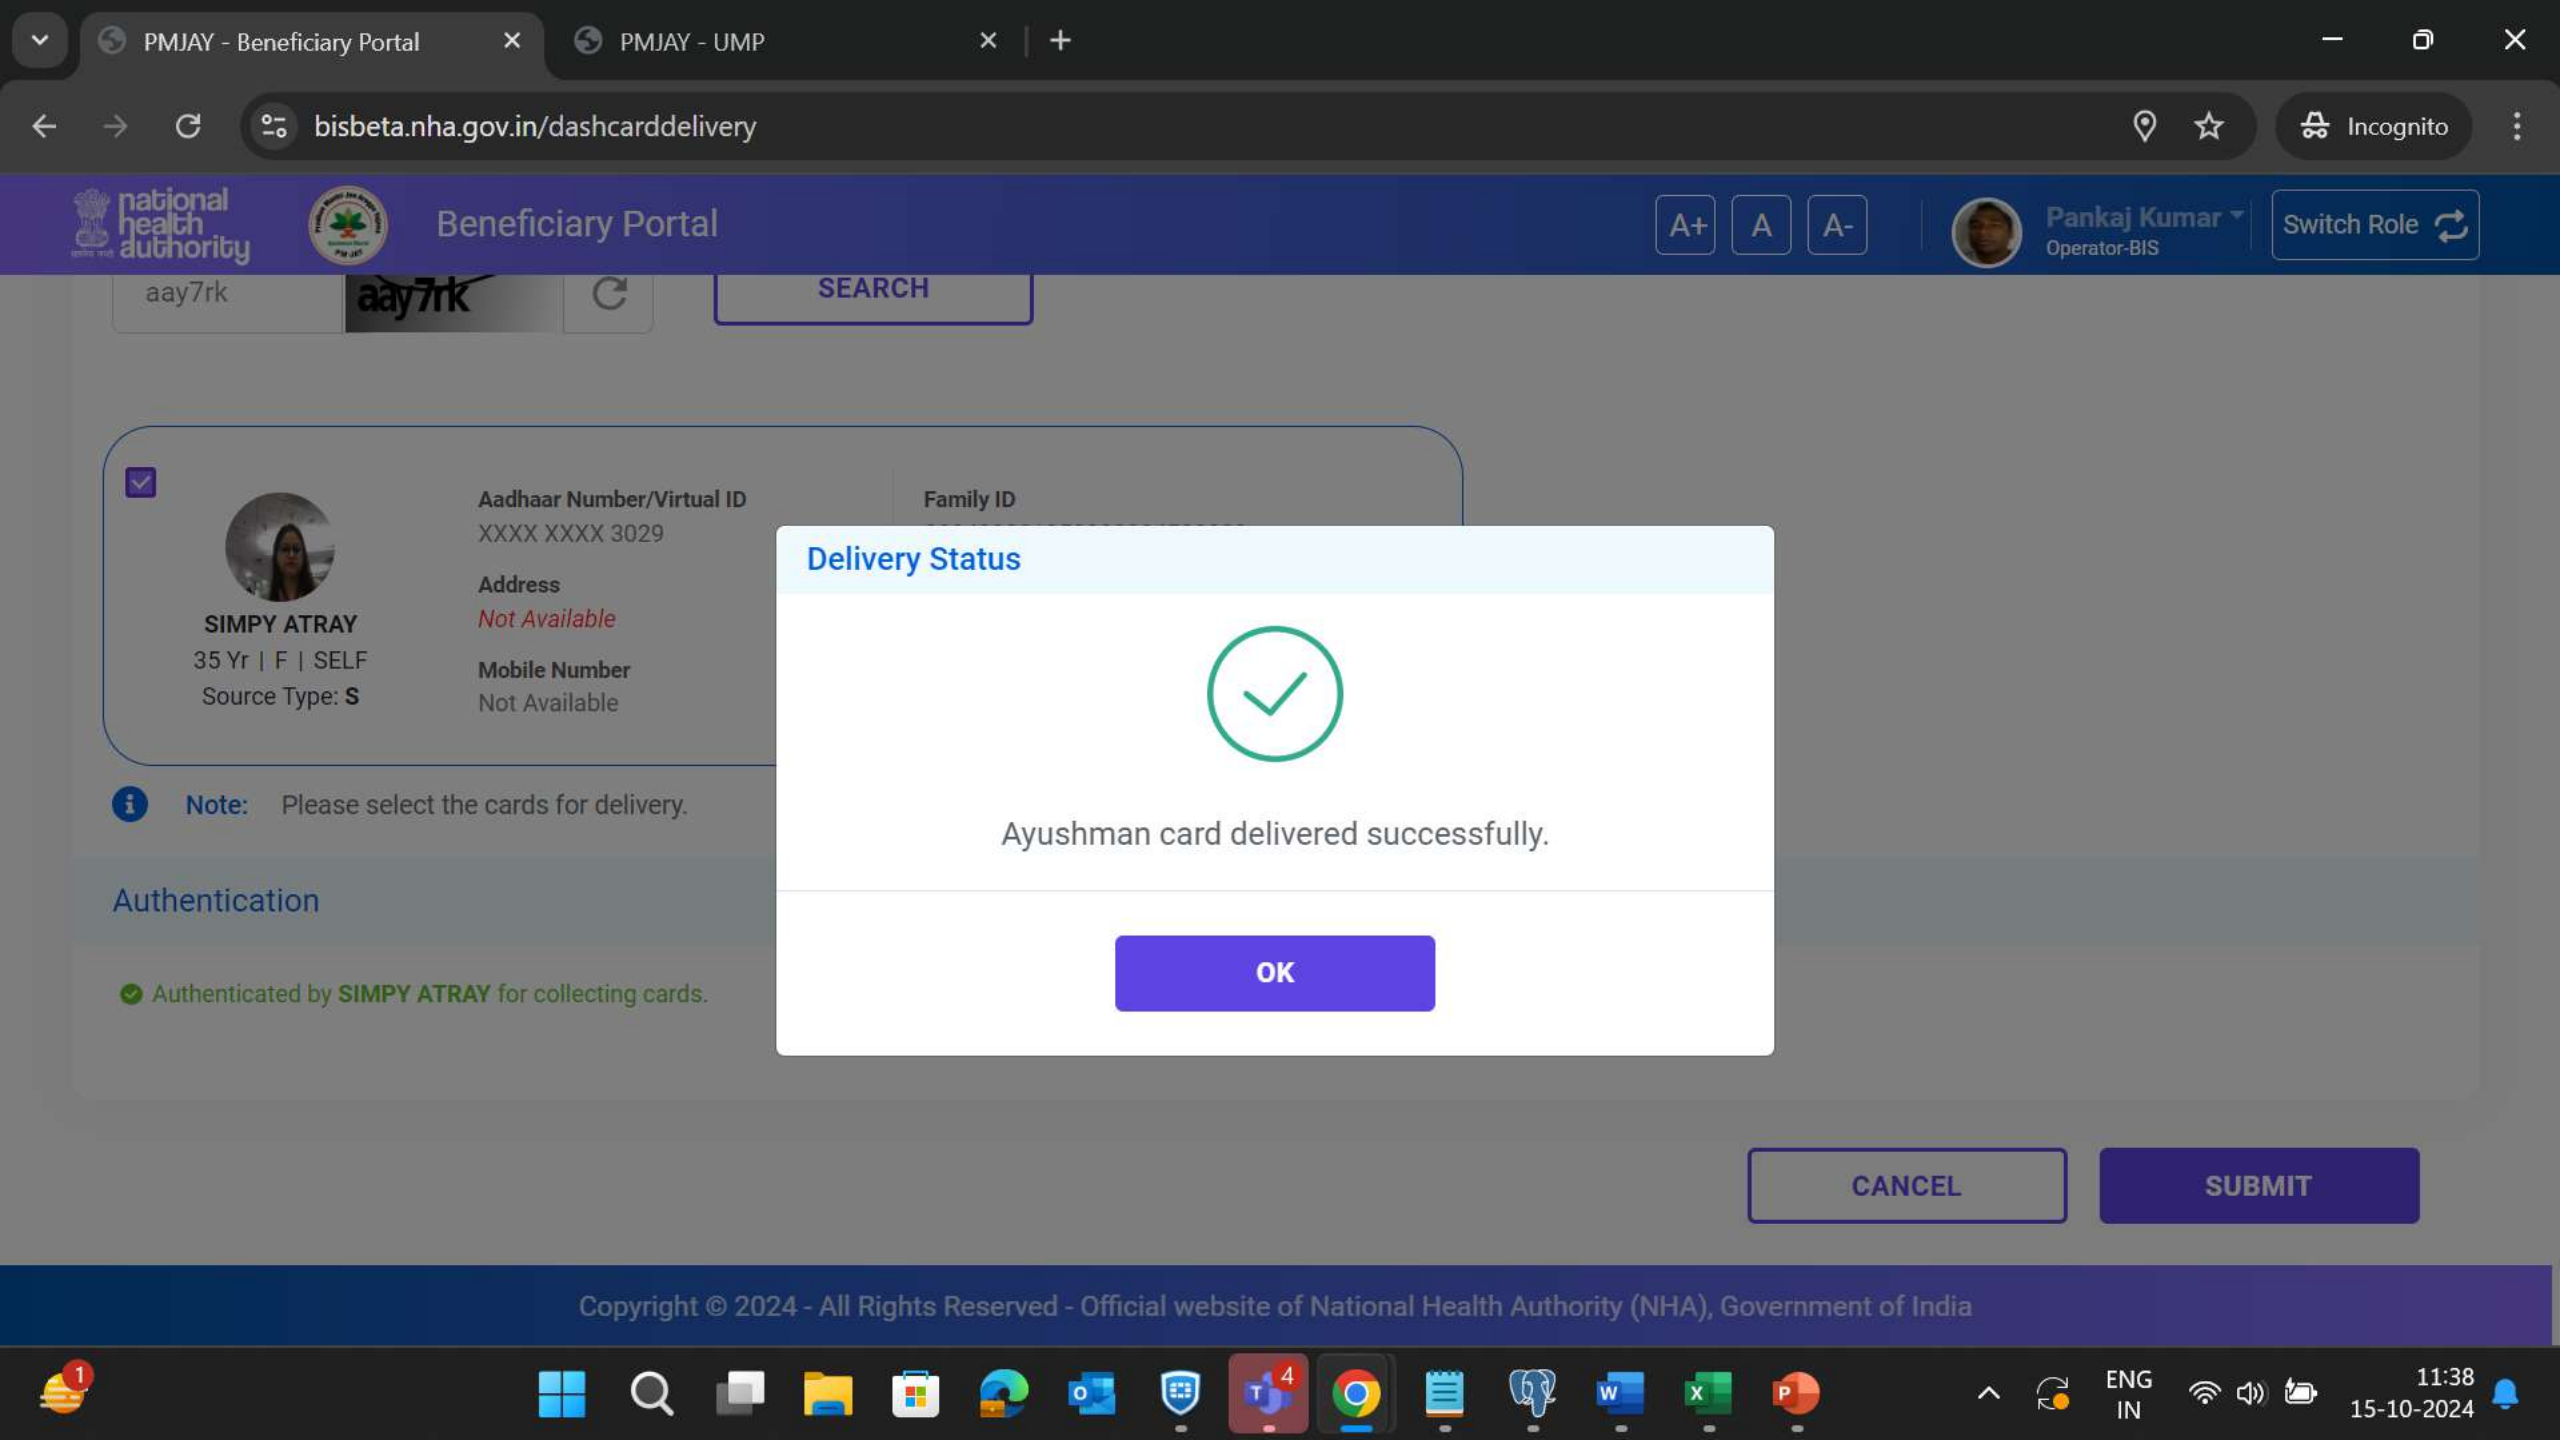 PMJAY - Beneficiary Portal
PMJAY - UMP
bisbeta.nha.gov.in/dashcarddelivery
Incognito
national
health
authority
Beneficiary Portal
A+
A
A-
Pankaj Kumar
Operator-BIS
Switch Role
aay7rk
aay7rk
SEARCH
Aadhaar Number/Virtual ID
XXXX XXXX 3029
Family ID
Address
Not Available
SIMPY ATRAY
35 Yr | F | SELF
Source Type: S
Mobile Number
Not Available
Delivery Status
Ayushman card delivered successfully.
OK
Note: Please select the cards for delivery.
Authentication
Authenticated by SIMPY ATRAY for collecting cards.
CANCEL
SUBMIT
Copyright © 2024 - All Rights Reserved - Official website of National Health Authority (NHA), Government of India
1
4
ENG
IN
11:38
15-10-2024